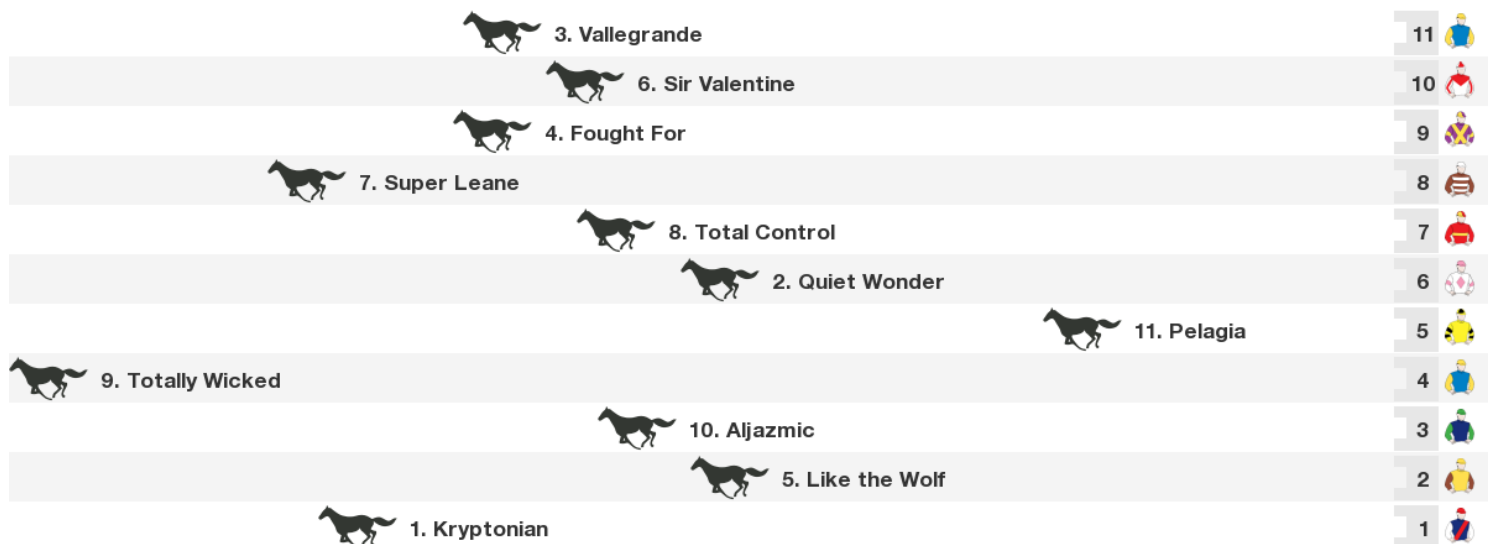 3. Vallegrande 11
6. Sir Valentine 10
4. Fought For 9
7. Super Leane 8
8. Total Control 7
2. Quiet Wonder 6
11. Pelagia 5
9. Totally Wicked 4
10. Aljazmic 3
5. Like the Wolf 2
1. Kryptonian 1